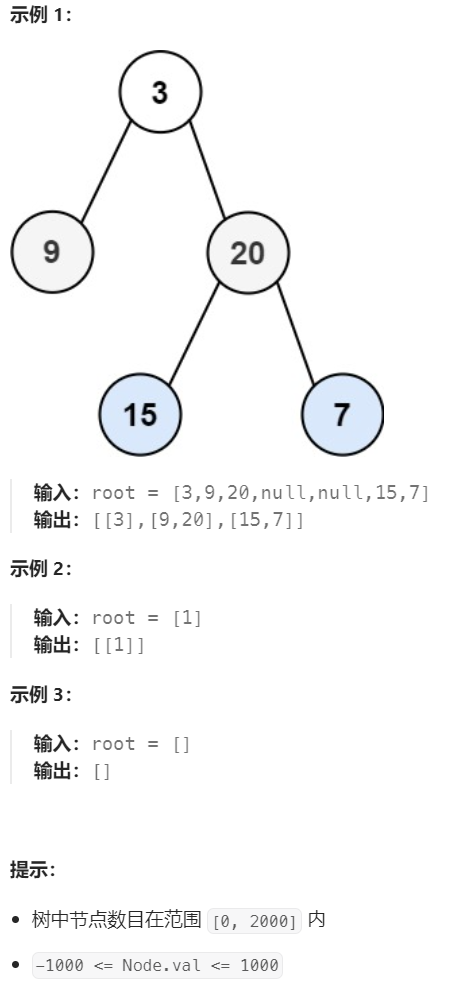 示例 1：
3
9
20
15
7
输入：root = [3,9,20,null,null,15,7]
输出：[[3],[9,20],[15,7]]
示例 2：
输入：root = [1]
输出：[[1]]
示例 3：
输入：root = []
输出：[]
提示：
• 树中节点数目在范围 [0, 2000] 内
• -1000 <= Node.val <= 1000